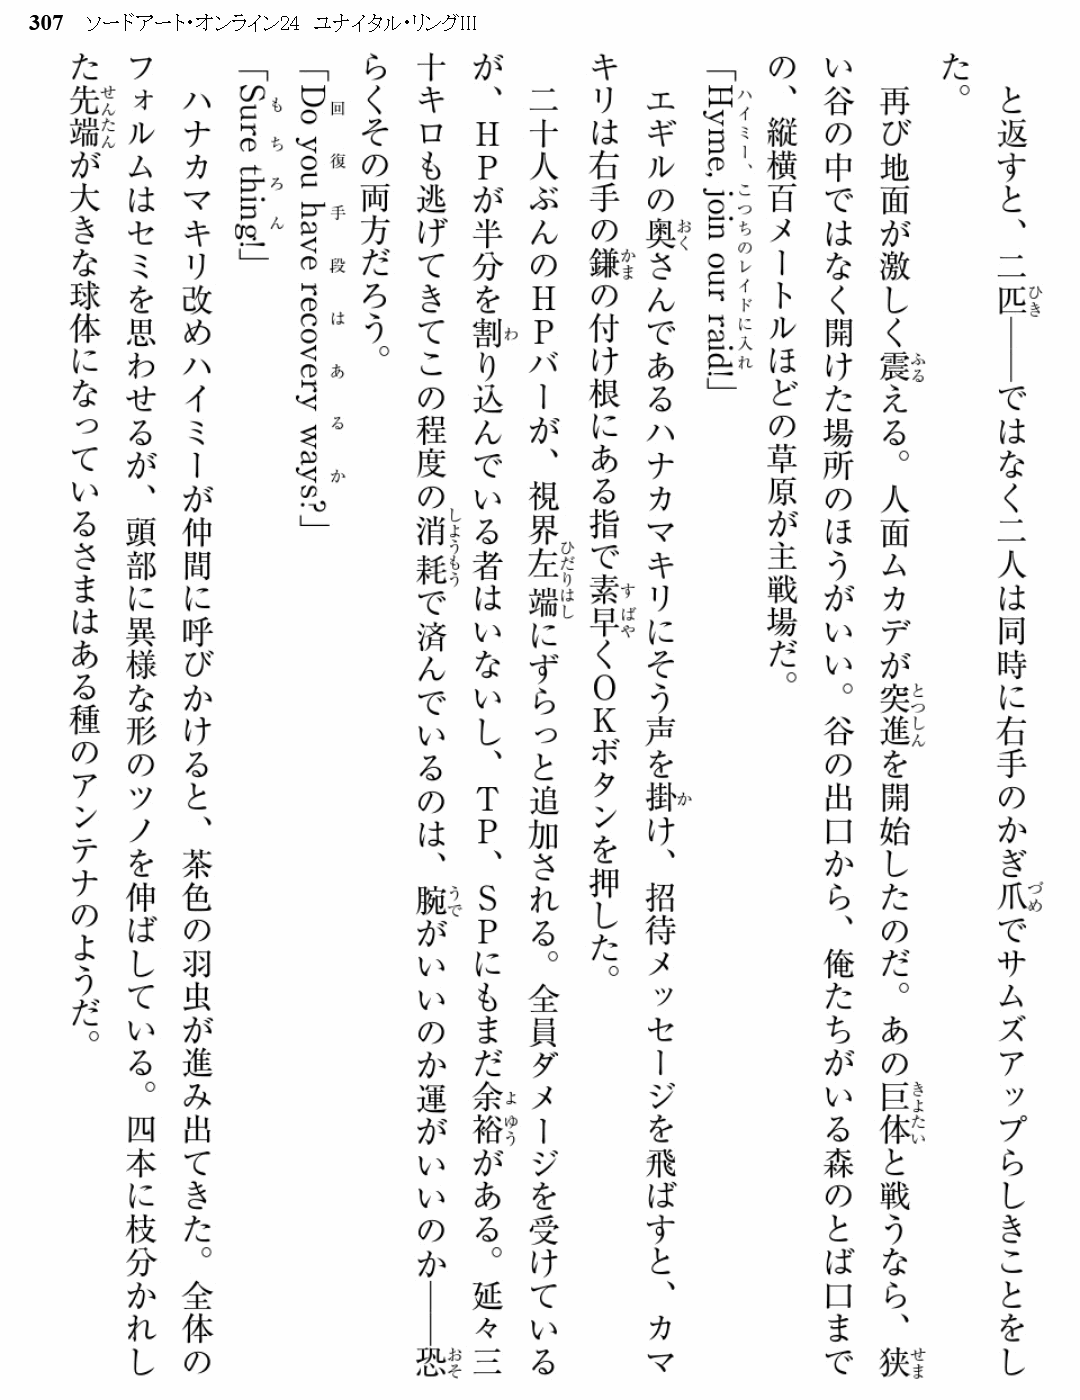 307 ソードアート・オンライン24 ユナイタル・リングIII
と返すと、二匹――ではなく二人は同時に右手のかぎ爪でサムズアップらしきことをし
た。
再び地面が激しく震える。人面ムカデが突進を開始したのだ。あの巨体と戦うなら、狭
い谷の中ではなく開けた場所のほうがいい。谷の出口から、俺たちがいる森のとば口まで
の、縦横百メートルほどの草原が主戦場だ。
「Hyme, join our raid!」
エギルの奥さんであるハナカマキリにそう声を掛け、招待メッセージを飛ばすと、カマ
キリは右手の鎌の付け根にある指で素早くOKボタンを押した。
二十人ぶんのHPバーが、視界左端にずらっと追加される。全員ダメージを受けている
が、HPが半分を割り込んでいる者はいないし、TP、SPにもまだ余裕がある。延々三
十キロも逃げてきてこの程度の消耗で済んでいるのは、腕がいいのか運がいいのか――恐
らくその両方だろう。
「Do you have recovery ways?」
「Sure thing!」
ハナカマキリ改めハイミーが仲間に呼びかけると、茶色の羽虫が進み出てきた。全体の
フォルムはセミを思わせるが、頭部に異様な形のツノを伸ばしている。四本に枝分かれし
た先端が大きな球体になっているさまはある種のアンテナのようだ。